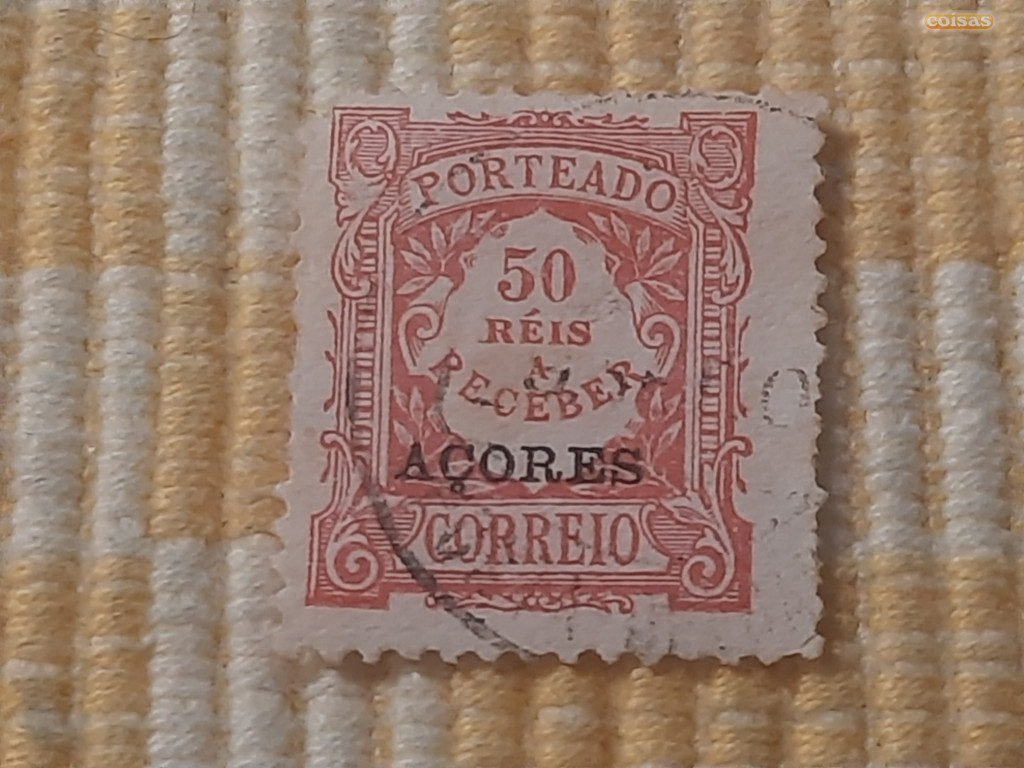 coisas
PORTEADO
50
RÉIS
A
RECEBER
AÇORES
CORREIO